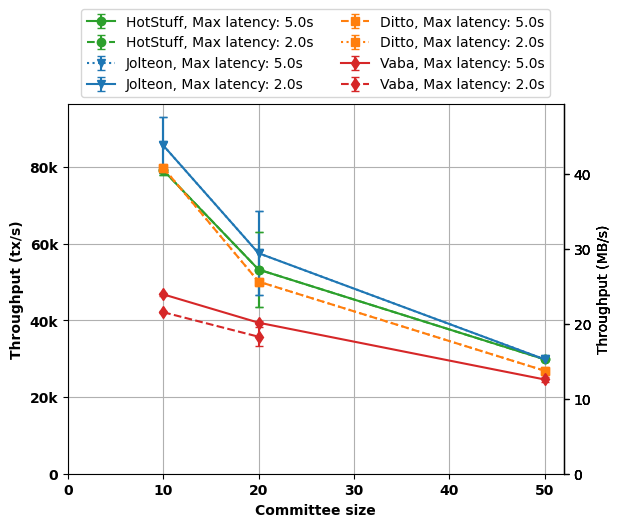 HotStuff, Max latency: 5.0s
HotStuff, Max latency: 2.0s
Jolteon, Max latency: 5.0s
Jolteon, Max latency: 2.0s
Ditto, Max latency: 5.0s
Ditto, Max latency: 2.0s
Vaba, Max latency: 5.0s
Vaba, Max latency: 2.0s
Throughput (tx/s)
80k
60k
40k
20k
0
40
30
20
10
0
Throughput (MB/s)
0
10
20
30
40
50
Committee size